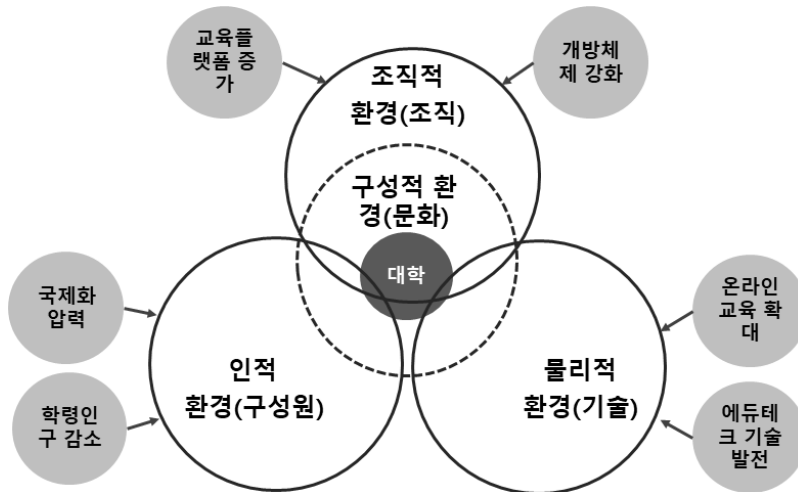 교육플
랫폼 증
가
개방체
제 강화
조직적
환경(조직)
구성적 환
경(문화)
대학
국제화
압력
온라인
교육 확
대
인적
환경(구성원)
물리적
환경(기술)
학령인
구 감소
에듀테
크 기술
발전